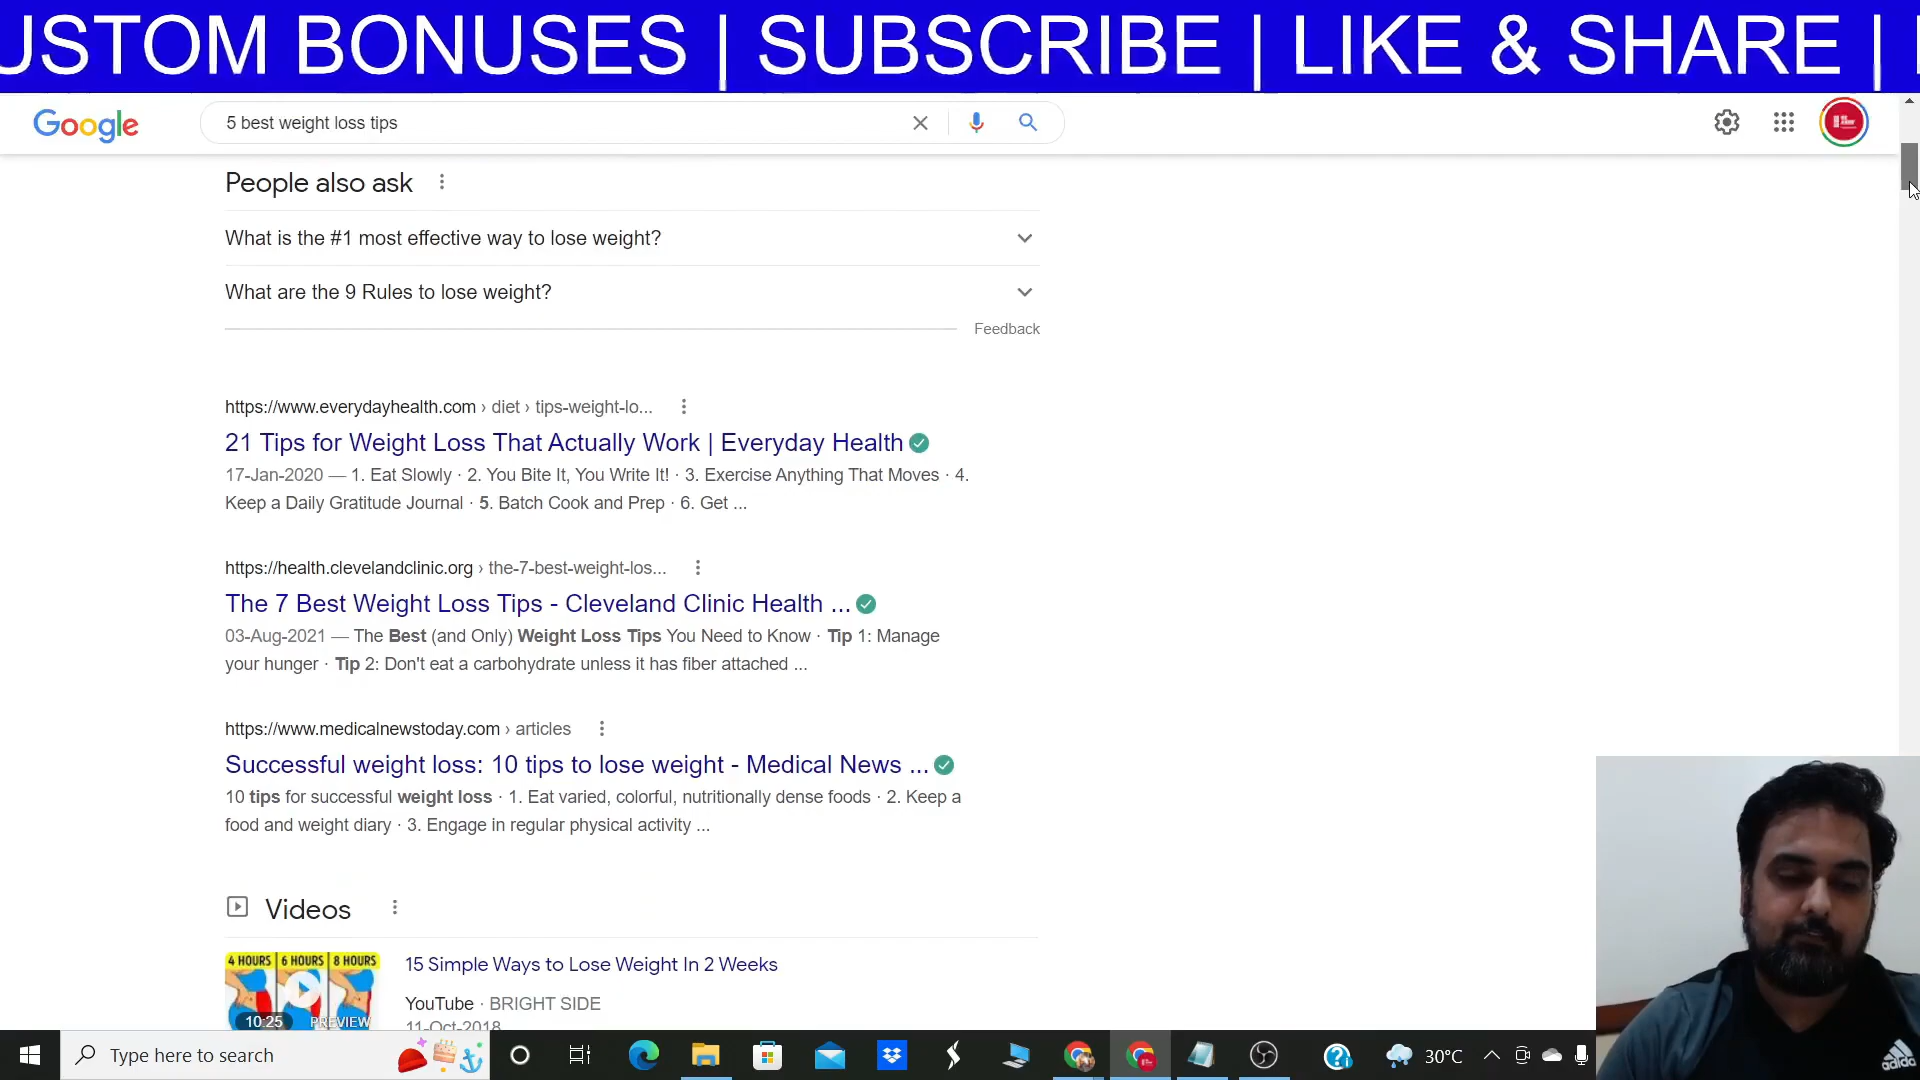 USTOM BONUSES | SUBSCRIBE | LIKE & SHARE |
Google
5 best weight loss tips
People also ask
What is the #1 most effective way to lose weight?
What are the 9 Rules to lose weight?
Feedback
https://www.everydayhealth.com › diet › tips-weight-lo...
21 Tips for Weight Loss That Actually Work | Everyday Health
17-Jan-2020 — 1. Eat Slowly · 2. You Bite It, You Write It! · 3. Exercise Anything That Moves · 4.
Keep a Daily Gratitude Journal · 5. Batch Cook and Prep · 6. Get ...
https://health.clevelandclinic.org › the-7-best-weight-los...
The 7 Best Weight Loss Tips - Cleveland Clinic Health ...
03-Aug-2021 — The Best (and Only) Weight Loss Tips You Need to Know · Tip 1: Manage
your hunger · Tip 2: Don't eat a carbohydrate unless it has fiber attached ...
https://www.medicalnewstoday.com › articles
Successful weight loss: 10 tips to lose weight - Medical News ...
10 tips for successful weight loss · 1. Eat varied, colorful, nutritionally dense foods · 2. Keep a
food and weight diary · 3. Engage in regular physical activity ...
Videos
4 HOURS 6 HOURS 8 HOURS
10:25 PREVIEW
15 Simple Ways to Lose Weight In 2 Weeks
YouTube · BRIGHT SIDE
11-Oct-2018
Type here to search
30°C
adidas